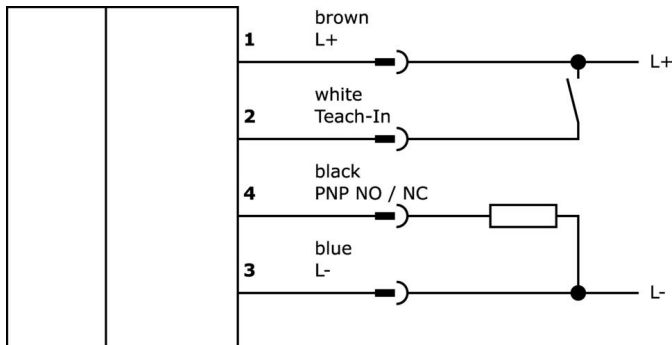 brown
1 L+ L+
white
2 Teach-In
black
4 PNP NO / NC
blue
3 L- L-